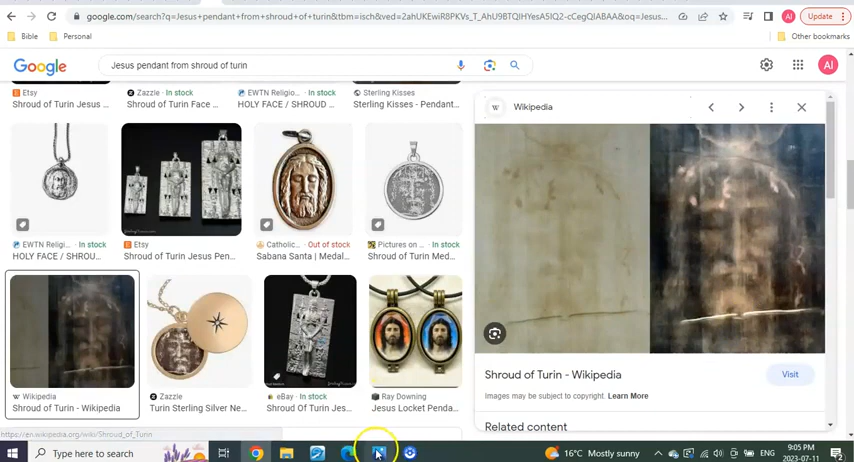 google.com/search?q=Jesus+pendant+from+shroud+of+turin&tbm=isch&ved=2ahUKEwiR8PKVs_T_AhU9BTQIHYesA5IQ2-cCegQIABAA&oq=Jesus...
Update
Bible
Personal
Other bookmarks
Google
Jesus pendant from shroud of turin
AI
Etsy
Shroud of Turin Jesus ...
Zazzle · In stock
Shroud of Turin Face ...
EWTN Religi... · In stock
HOLY FACE / SHROUD ...
Sterling Kisses
Sterling Kisses - Pendant...
EWTN Religi... · In stock
HOLY FACE / SHROU...
Etsy
Shroud of Turin Jesus Pen...
Catholic... · Out of stock
Sabana Santa | Medal...
Pictures on ... · In stock
Shroud of Turin Med...
Wikipedia
Shroud of Turin - Wikipedia
Zazzle
Turin Sterling Silver Ne...
eBay · In stock
Shroud Of Turin Jes...
Ray Downing
Jesus Locket Penda...
W Wikipedia
Shroud of Turin - Wikipedia
Visit
Images may be subject to copyright. Learn More
Related content
https://en.wikipedia.org/wiki/Shroud_of_Turin
Type here to search
16°C Mostly sunny
ENG
9:05 PM
2023-07-11
2